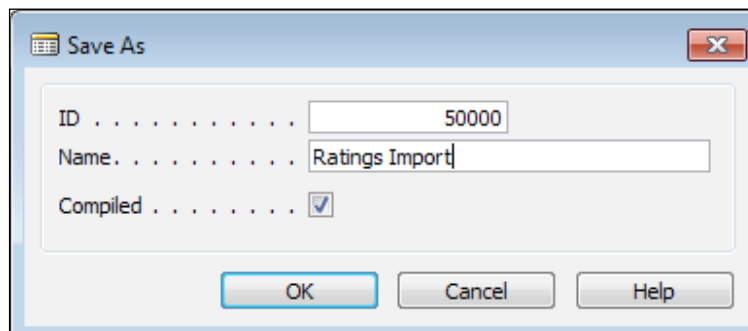 Save As
ID . . . . . . . . . . . 50000
Name. . . . . . . . . . Ratings Import
Compiled . . . . . . . .
OK Cancel Help